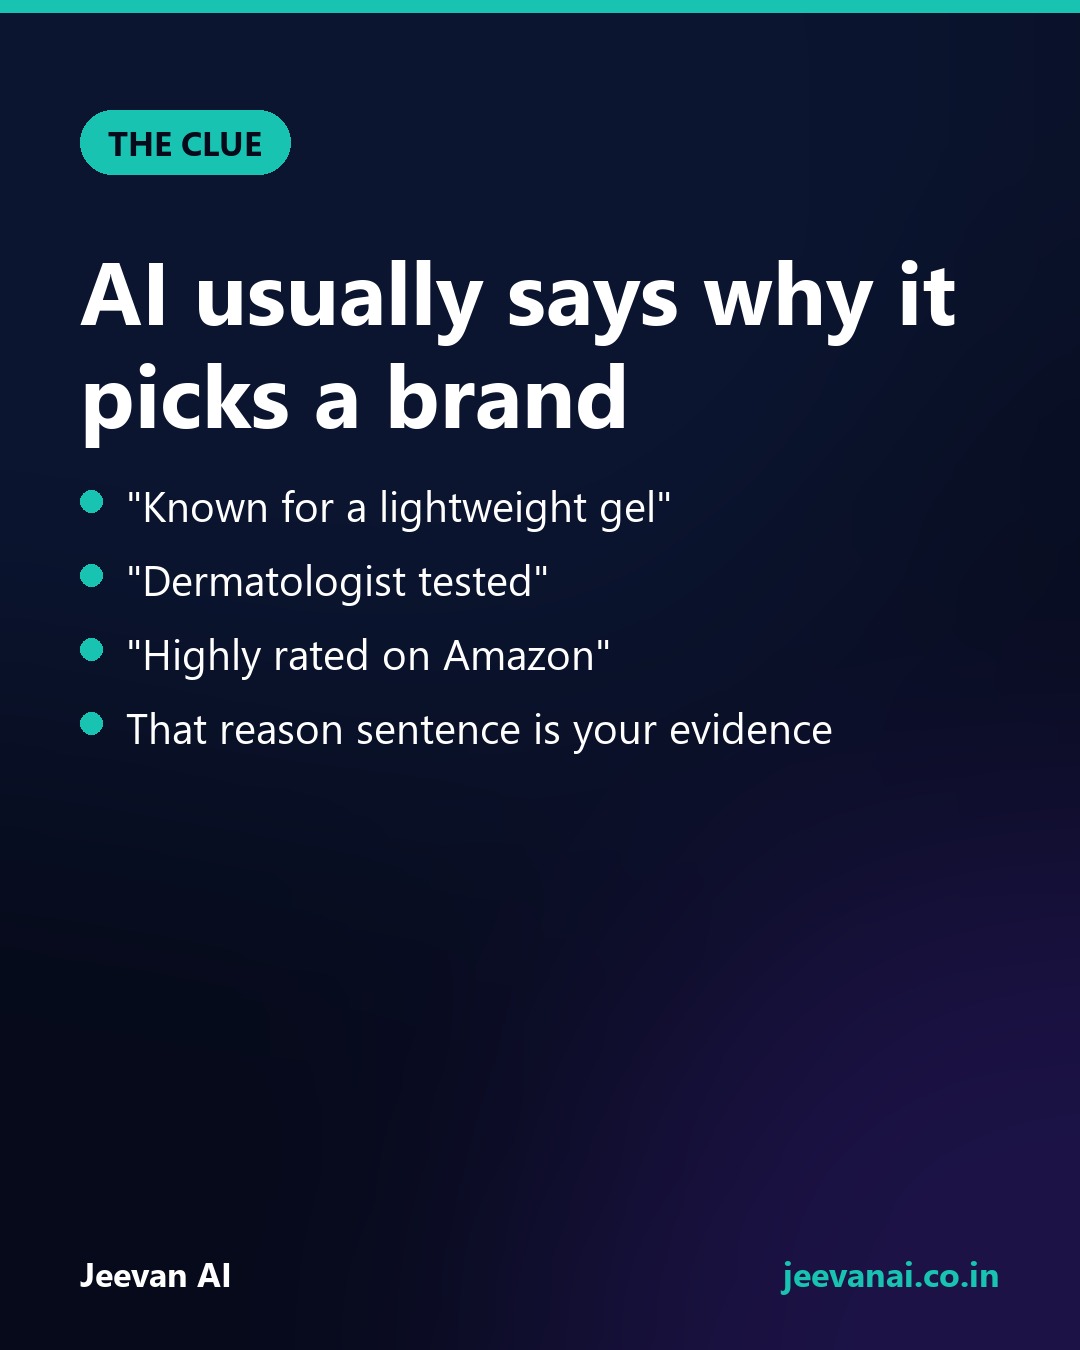 THE CLUE
AI usually says why it
picks a brand
"Known for a lightweight gel"
"Dermatologist tested"
"Highly rated on Amazon"
That reason sentence is your evidence
Jeevan AI
jeevanai.co.in